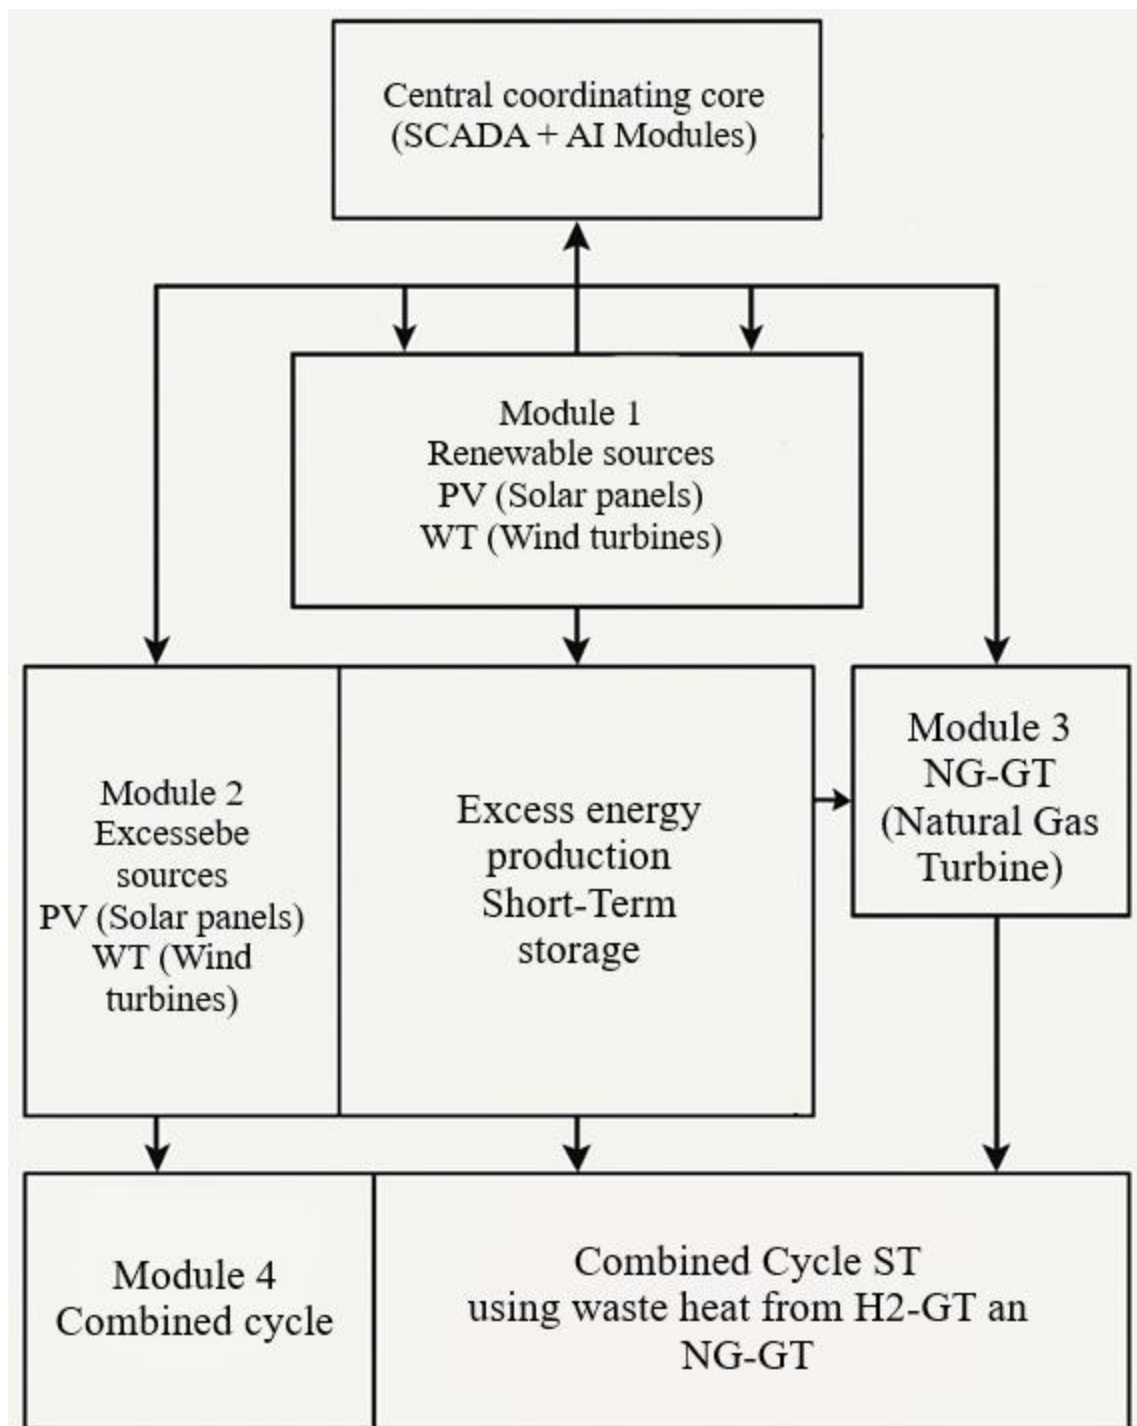 Central coordinating core
(SCADA + AI Modules)
Module 1
Renewable sources
PV (Solar panels)
WT (Wind turbines)
Module 2
Excessebe
sources
PV (Solar panels)
WT (Wind
turbines)
Excess energy
production
Short-Term
storage
Module 3
NG-GT
(Natural Gas
Turbine)
Module 4
Combined cycle
Combined Cycle ST
using waste heat from H2-GT an
NG-GT